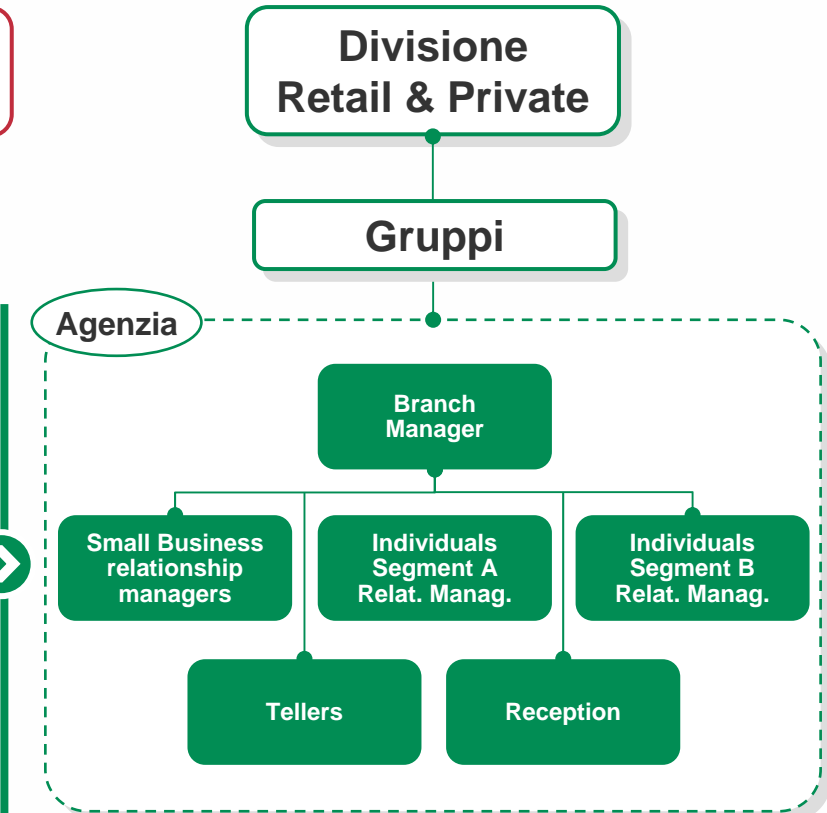 Divisione
Retail & Private
Gruppi
Agenzia
Branch
Manager
Small Business
relationship
managers
Individuals
Segment A
Relat. Manag.
Individuals
Segment B
Relat. Manag.
Tellers
Reception